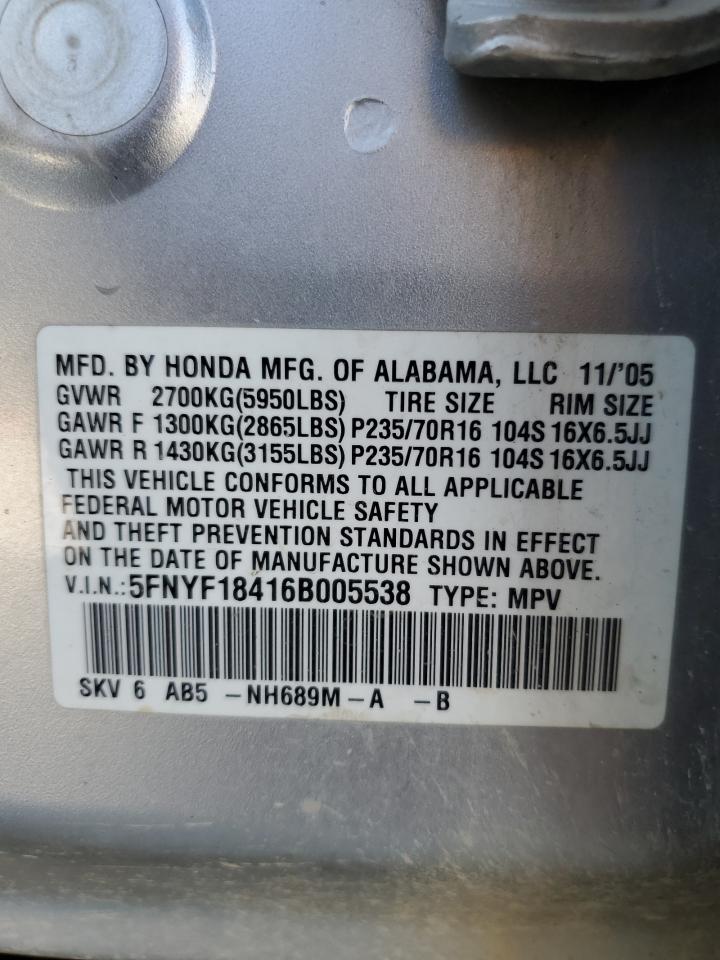 MFD. BY HONDA MFG. OF ALABAMA, LLC 11/'05
GVWR 2700KG(5950LBS) TIRE SIZE RIM SIZE
GAWR F 1300KG(2865LBS) P235/70R16 104S 16X6.5JJ
GAWR R 1430KG(3155LBS) P235/70R16 104S 16X6.5JJ
THIS VEHICLE CONFORMS TO ALL APPLICABLE
FEDERAL MOTOR VEHICLE SAFETY
AND THEFT PREVENTION STANDARDS IN EFFECT
ON THE DATE OF MANUFACTURE SHOWN ABOVE.
V.I.N.: 5FNYF18416B005538 TYPE: MPV
SKV 6 AB5 -NH689M-A -B